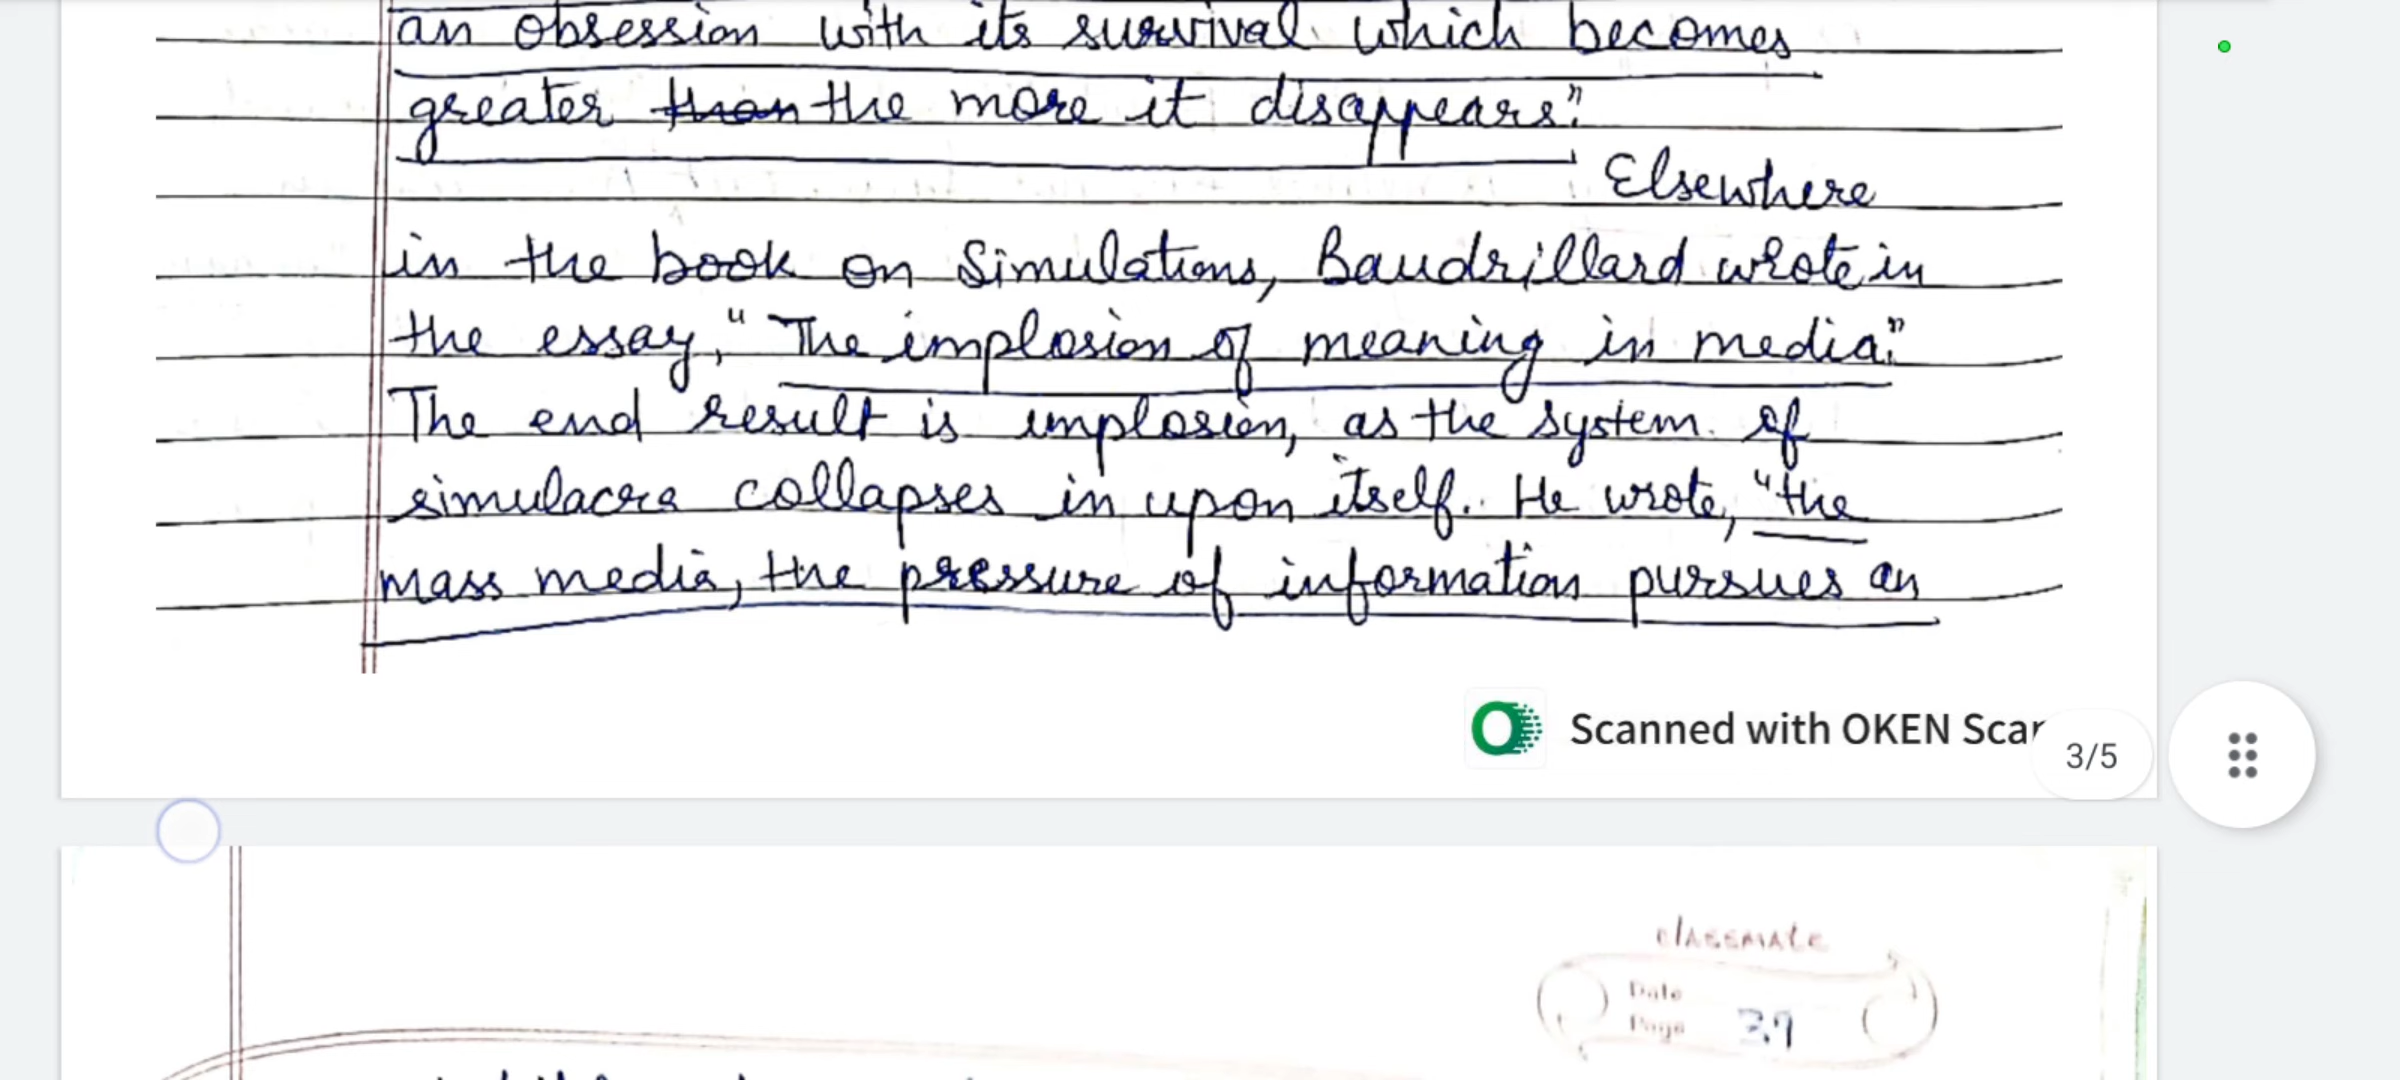 an obsession with its survival which becomes
greater than the more it disappears."
Elsewhere
in the book on Simulations, Baudrillard wrote in
the essay, "The implosion of meaning in media."
The end result is implosion, as the system of
simulacra collapses in upon itself. He wrote, "the
mass media, the pressure of information pursues an
Scanned with OKEN Scar
3/5
classmate
Date
Page 39